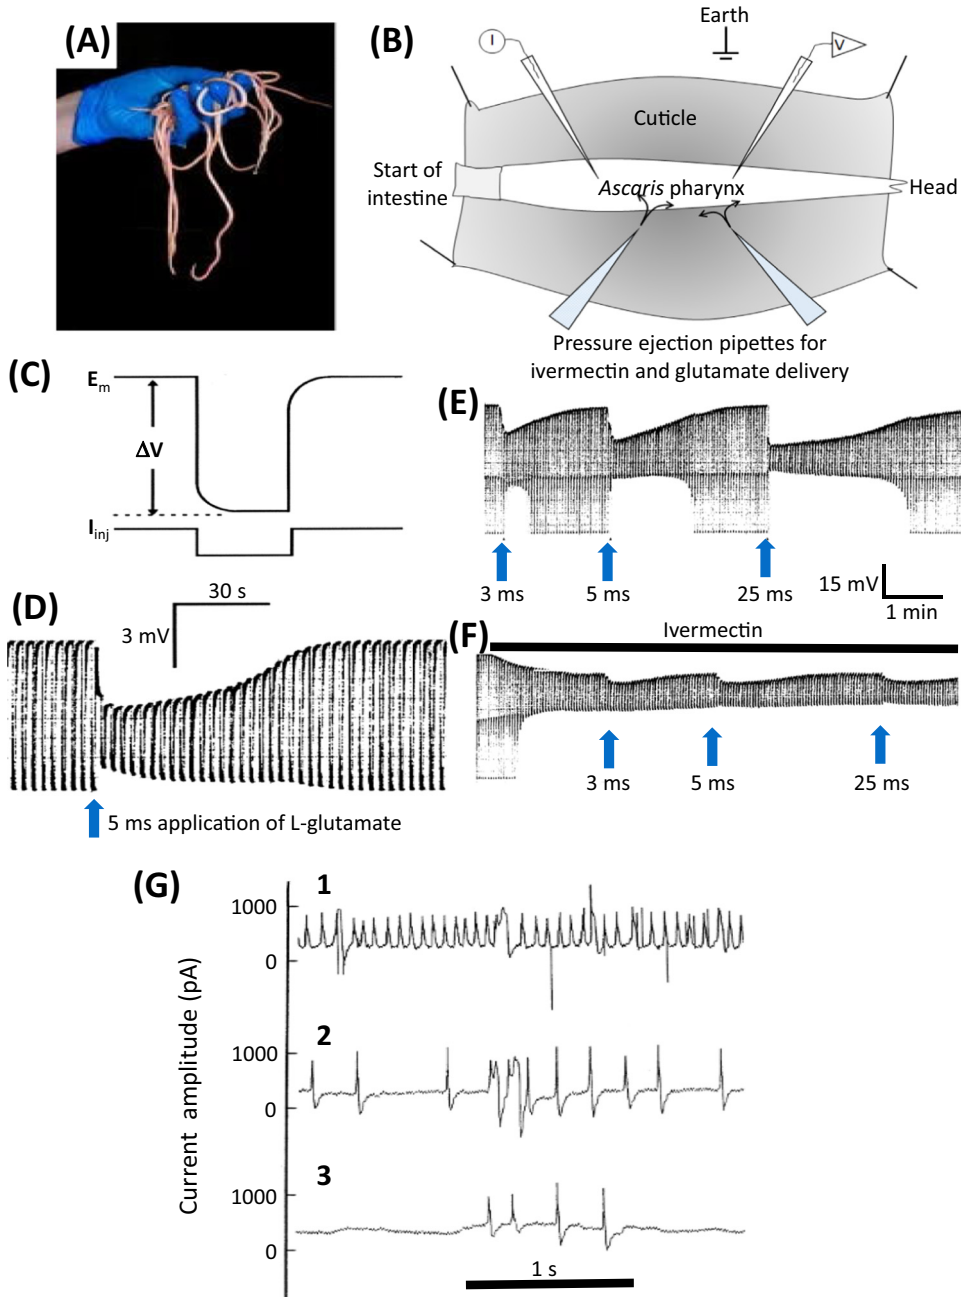 (A)
(B)
Earth
I
V
Cuticle
Start of
intestine
Ascaris pharynx
Head
Pressure ejection pipettes for
ivermectin and glutamate delivery
(C)
Em
ΔV
Iinj
(E)
3 ms
5 ms
25 ms
15 mV
1 min
(D)
30 s
3 mV
5 ms application of L-glutamate
(F)
Ivermectin
3 ms
5 ms
25 ms
(G)
Current amplitude (pA)
1
1000
0
2
1000
0
3
1000
0
1 s